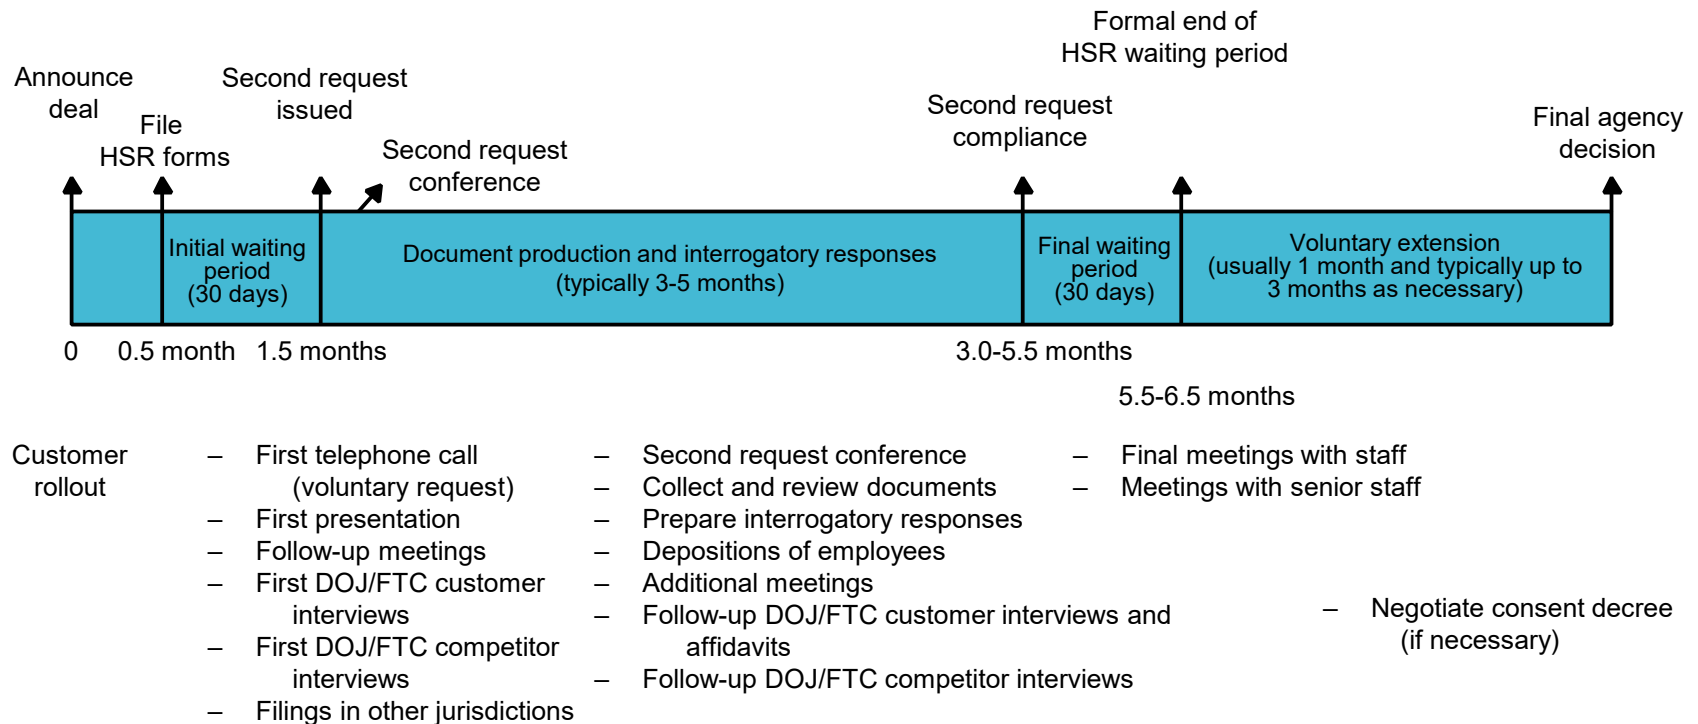 Announce
deal
File
HSR forms
Second request
issued
Second request
conference
Second request
compliance
Formal end of
HSR waiting period
Final agency
decision
Initial waiting
period
(30 days)
Document production and interrogatory responses
(typically 3-5 months)
Final waiting
period
(30 days)
Voluntary extension
(usually 1 month and typically up to
3 months as necessary)
0
0.5 month
1.5 months
3.0-5.5 months
5.5-6.5 months
Customer
rollout
– First telephone call
(voluntary request)
– First presentation
– Follow-up meetings
– First DOJ/FTC customer
interviews
– First DOJ/FTC competitor
interviews
– Filings in other jurisdictions
– Second request conference
– Collect and review documents
– Prepare interrogatory responses
– Depositions of employees
– Additional meetings
– Follow-up DOJ/FTC customer interviews and
affidavits
– Follow-up DOJ/FTC competitor interviews
– Final meetings with staff
– Meetings with senior staff
– Negotiate consent decree
(if necessary)